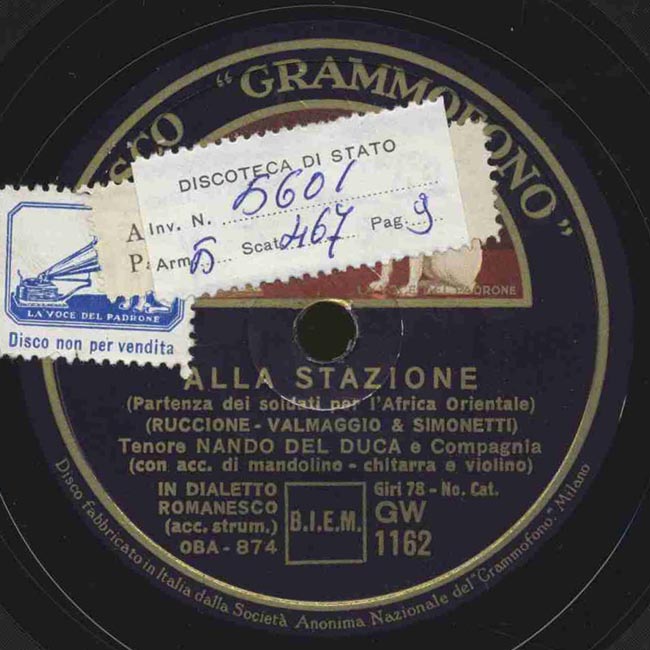 DISCO "GRAMMOFONO"
DISCOTECA DI STATO
Inv. N. 5601
Arm. Scat. 467 Pag. 9
A
P
LA VOCE DEL PADRONE
Disco non per vendita
LA VOCE DEL PADRONE
ALLA STAZIONE
(Partenza dei soldati per l'Africa Orientale)
(RUCCIONE - VALMAGGIO & SIMONETTI)
Tenore NANDO DEL DUCA e Compagnia
(con acc. di mandolino - chitarra e violino)
IN DIALETTO
ROMANESCO
(acc. strum.)
OBA - 874
B.I.E.M.
Giri 78 - No. Cat.
GW
1162
Disco fabbricato in Italia dalla Società Anonima Nazionale del "Grammofono." Milano